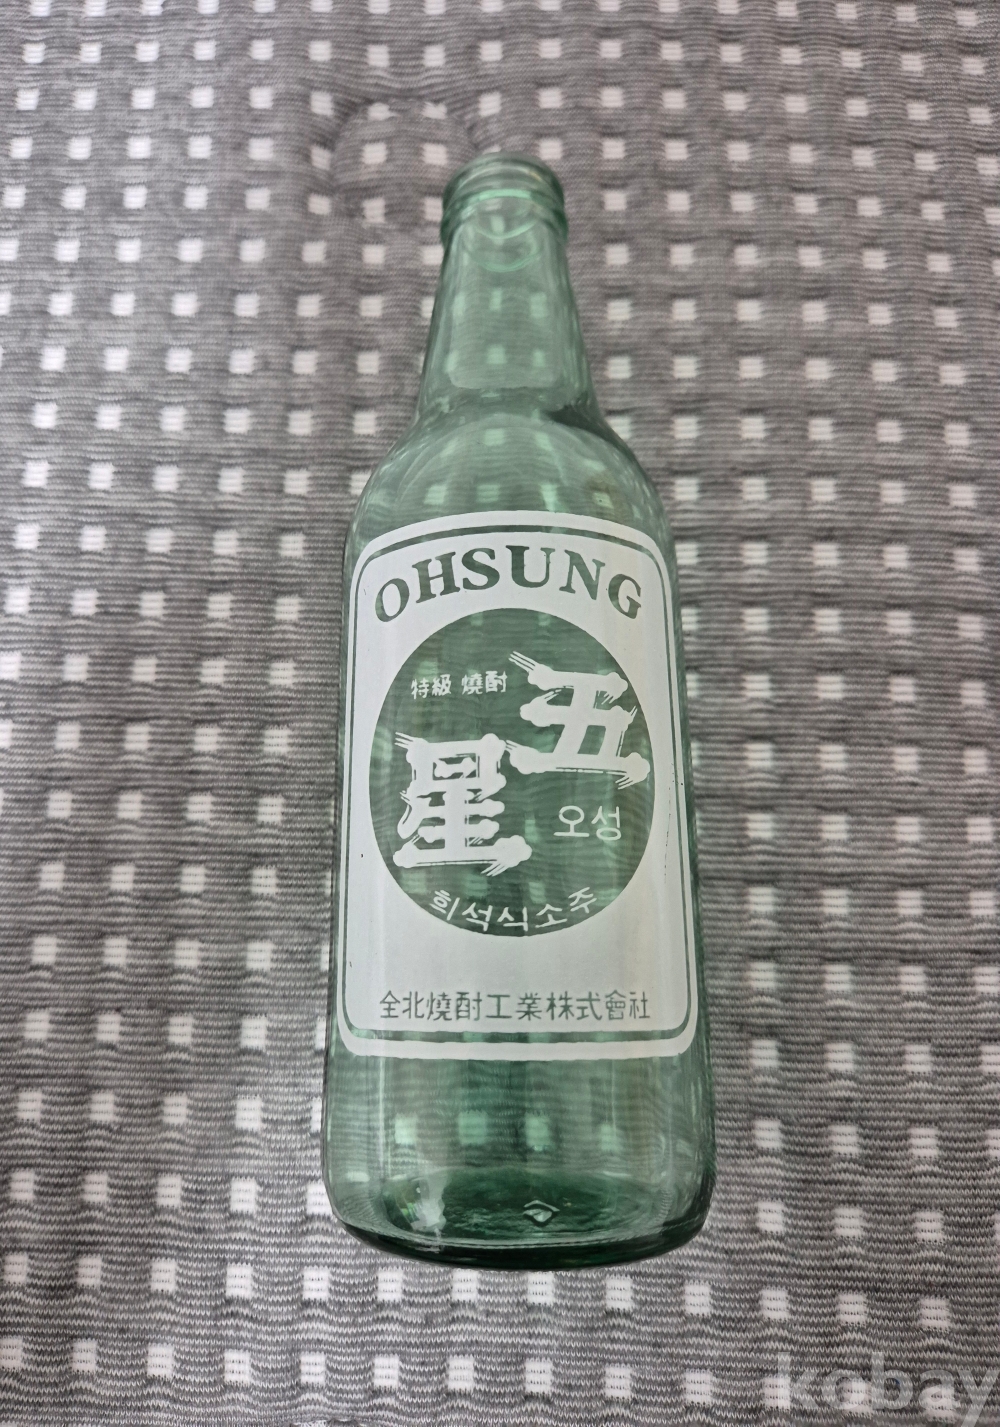 OHSUNG
特級 燒酎
五星
오성
희석식소주
全北燒酎工業株式會社
kobay